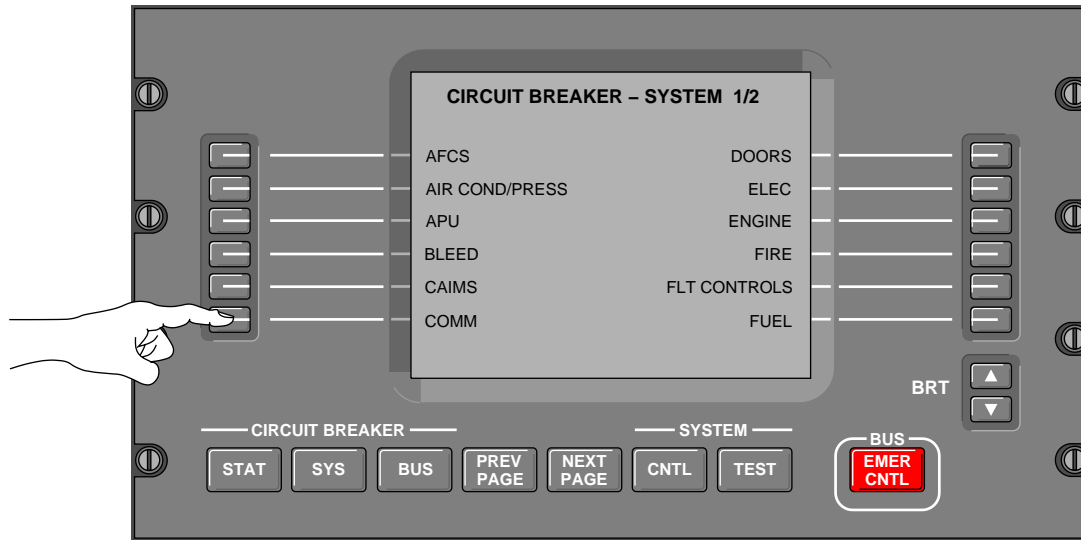 CIRCUIT BREAKER – SYSTEM 1/2
AFCS DOORS
AIR COND/PRESS ELEC
APU ENGINE
BLEED FIRE
CAIMS FLT CONTROLS
COMM FUEL
BRT
CIRCUIT BREAKER SYSTEM BUS
STAT SYS BUS PREV PAGE NEXT PAGE CNTL TEST EMER CNTL